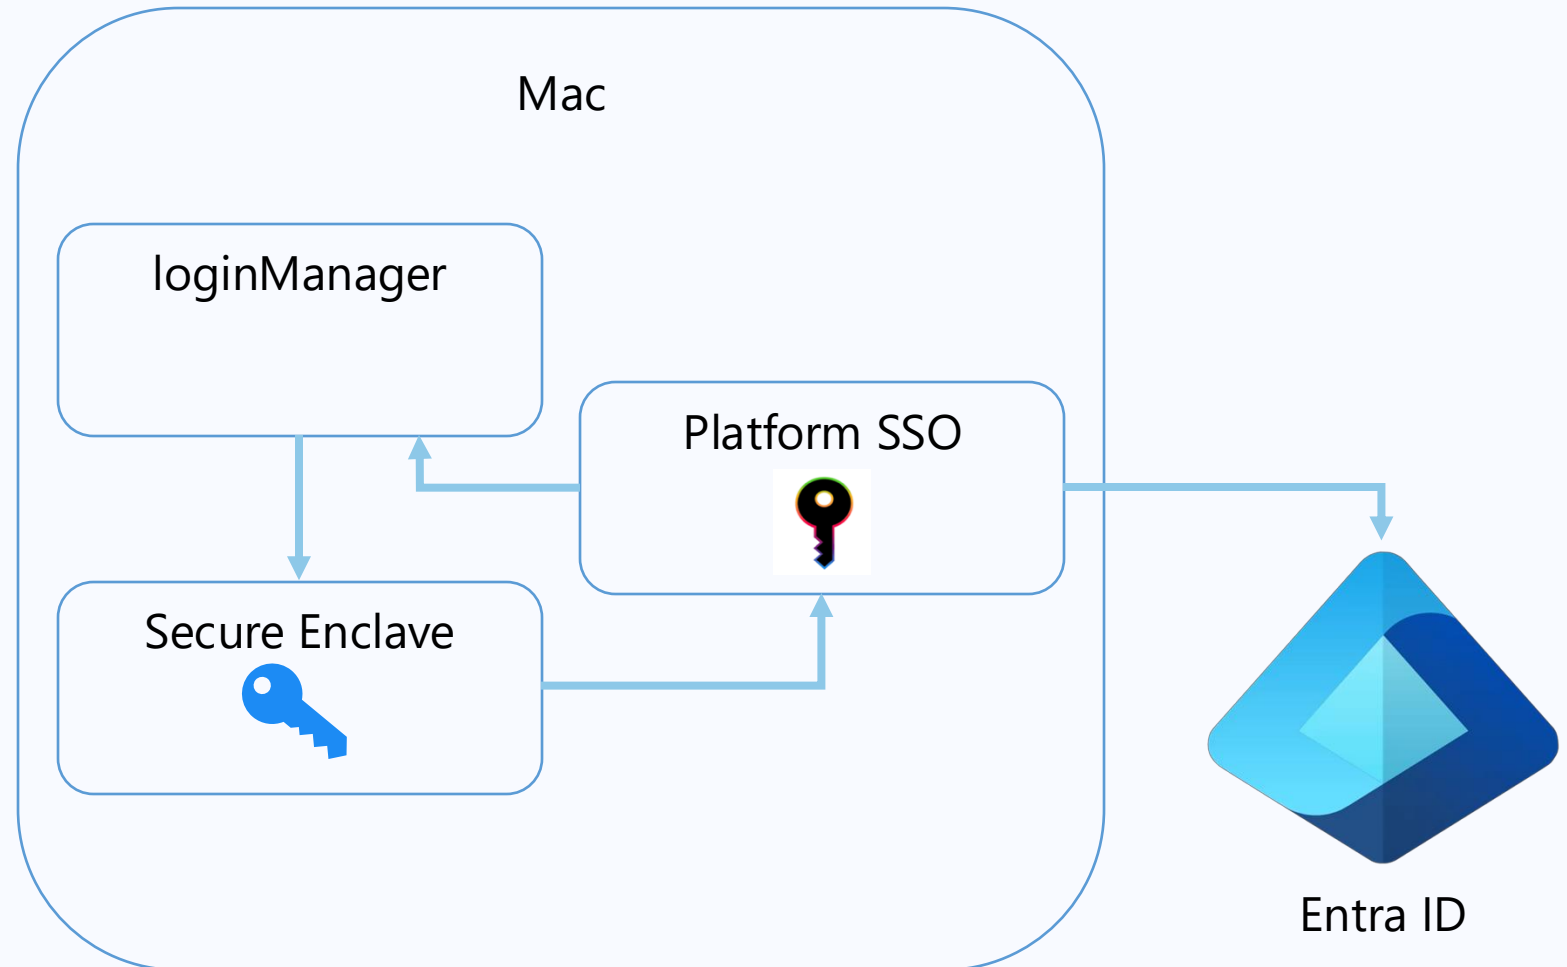 Mac
loginManager
Platform SSO
Secure Enclave
Entra ID